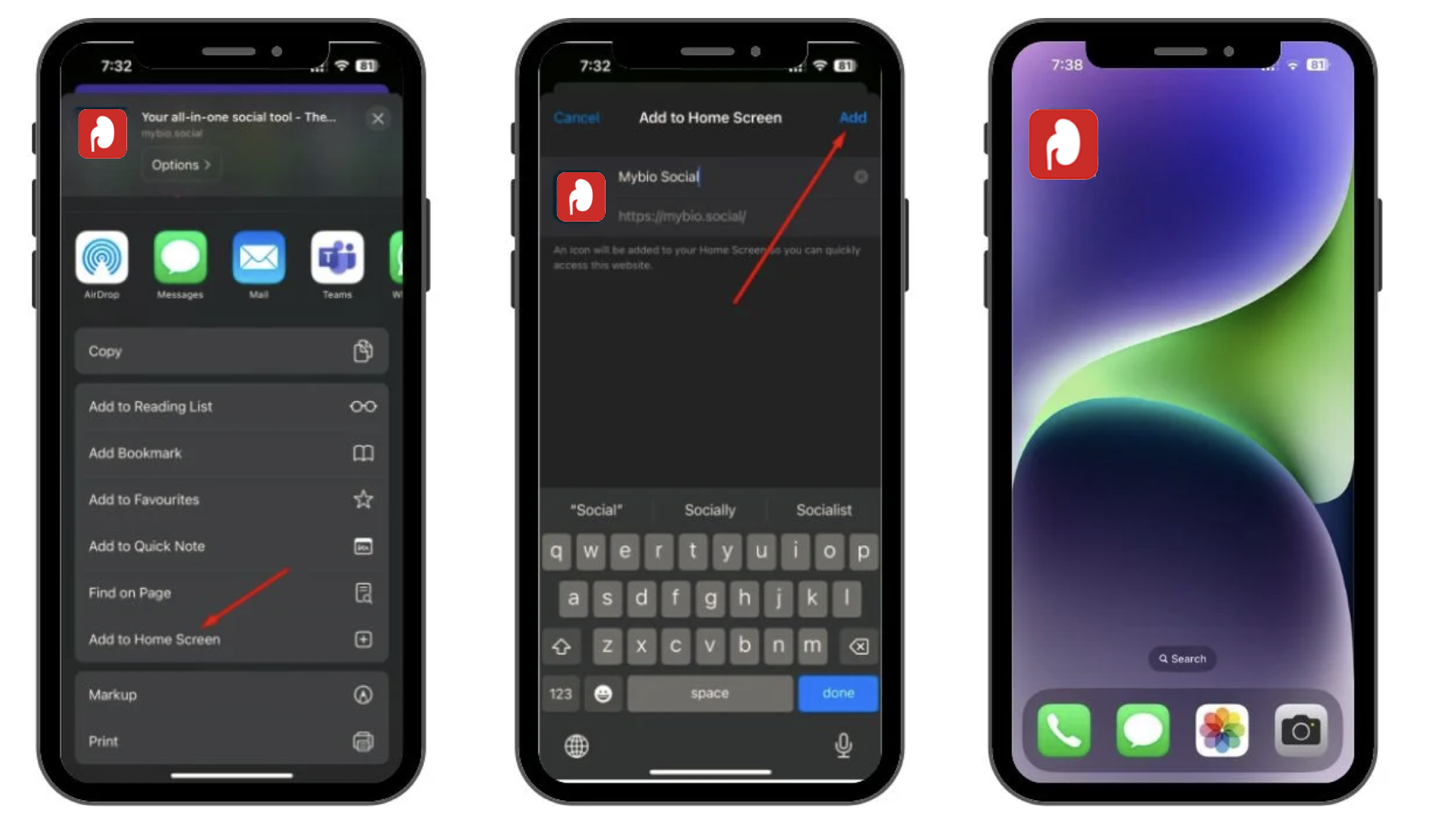 7:32
81
Your all-in-one social tool - The...
mybio.social
Options
AirDrop
Messages
Mail
Teams
Copy
Add to Reading List
Add Bookmark
Add to Favourites
Add to Quick Note
Find on Page
Add to Home Screen
Markup
Print
7:32
81
Cancel
Add to Home Screen
Add
Mybio Social
https://mybio.social/
An icon will be added to your Home Screen so you can quickly
access this website.
"Social"
Socially
Socialist
q w e r t y u i o p
a s d f g h j k l
z x c v b n m
123
space
done
7:38
81
Search